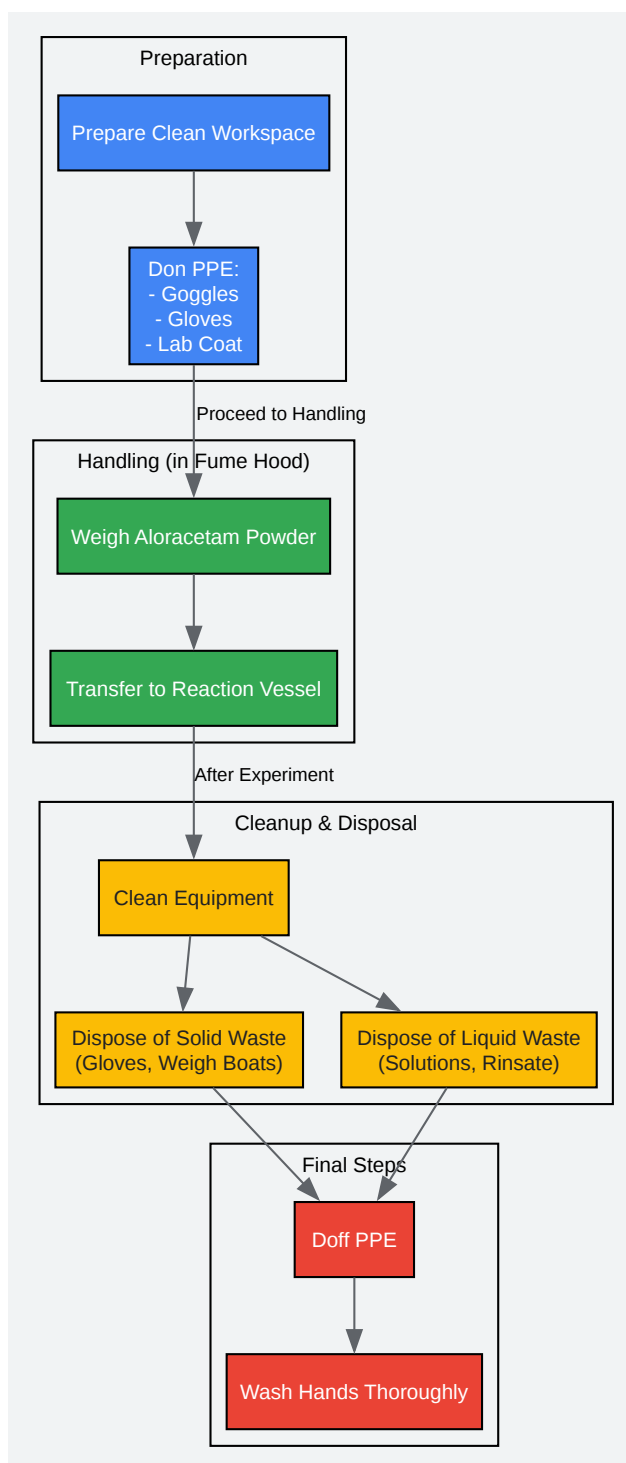 Preparation
Prepare Clean Workspace
Don PPE:
- Goggles
- Gloves
- Lab Coat
Proceed to Handling
Handling (in Fume Hood)
Weigh Aloracetam Powder
Transfer to Reaction Vessel
After Experiment
Cleanup & Disposal
Clean Equipment
Dispose of Solid Waste
(Gloves, Weigh Boats)
Dispose of Liquid Waste
(Solutions, Rinsate)
Final Steps
Doff PPE
Wash Hands Thoroughly